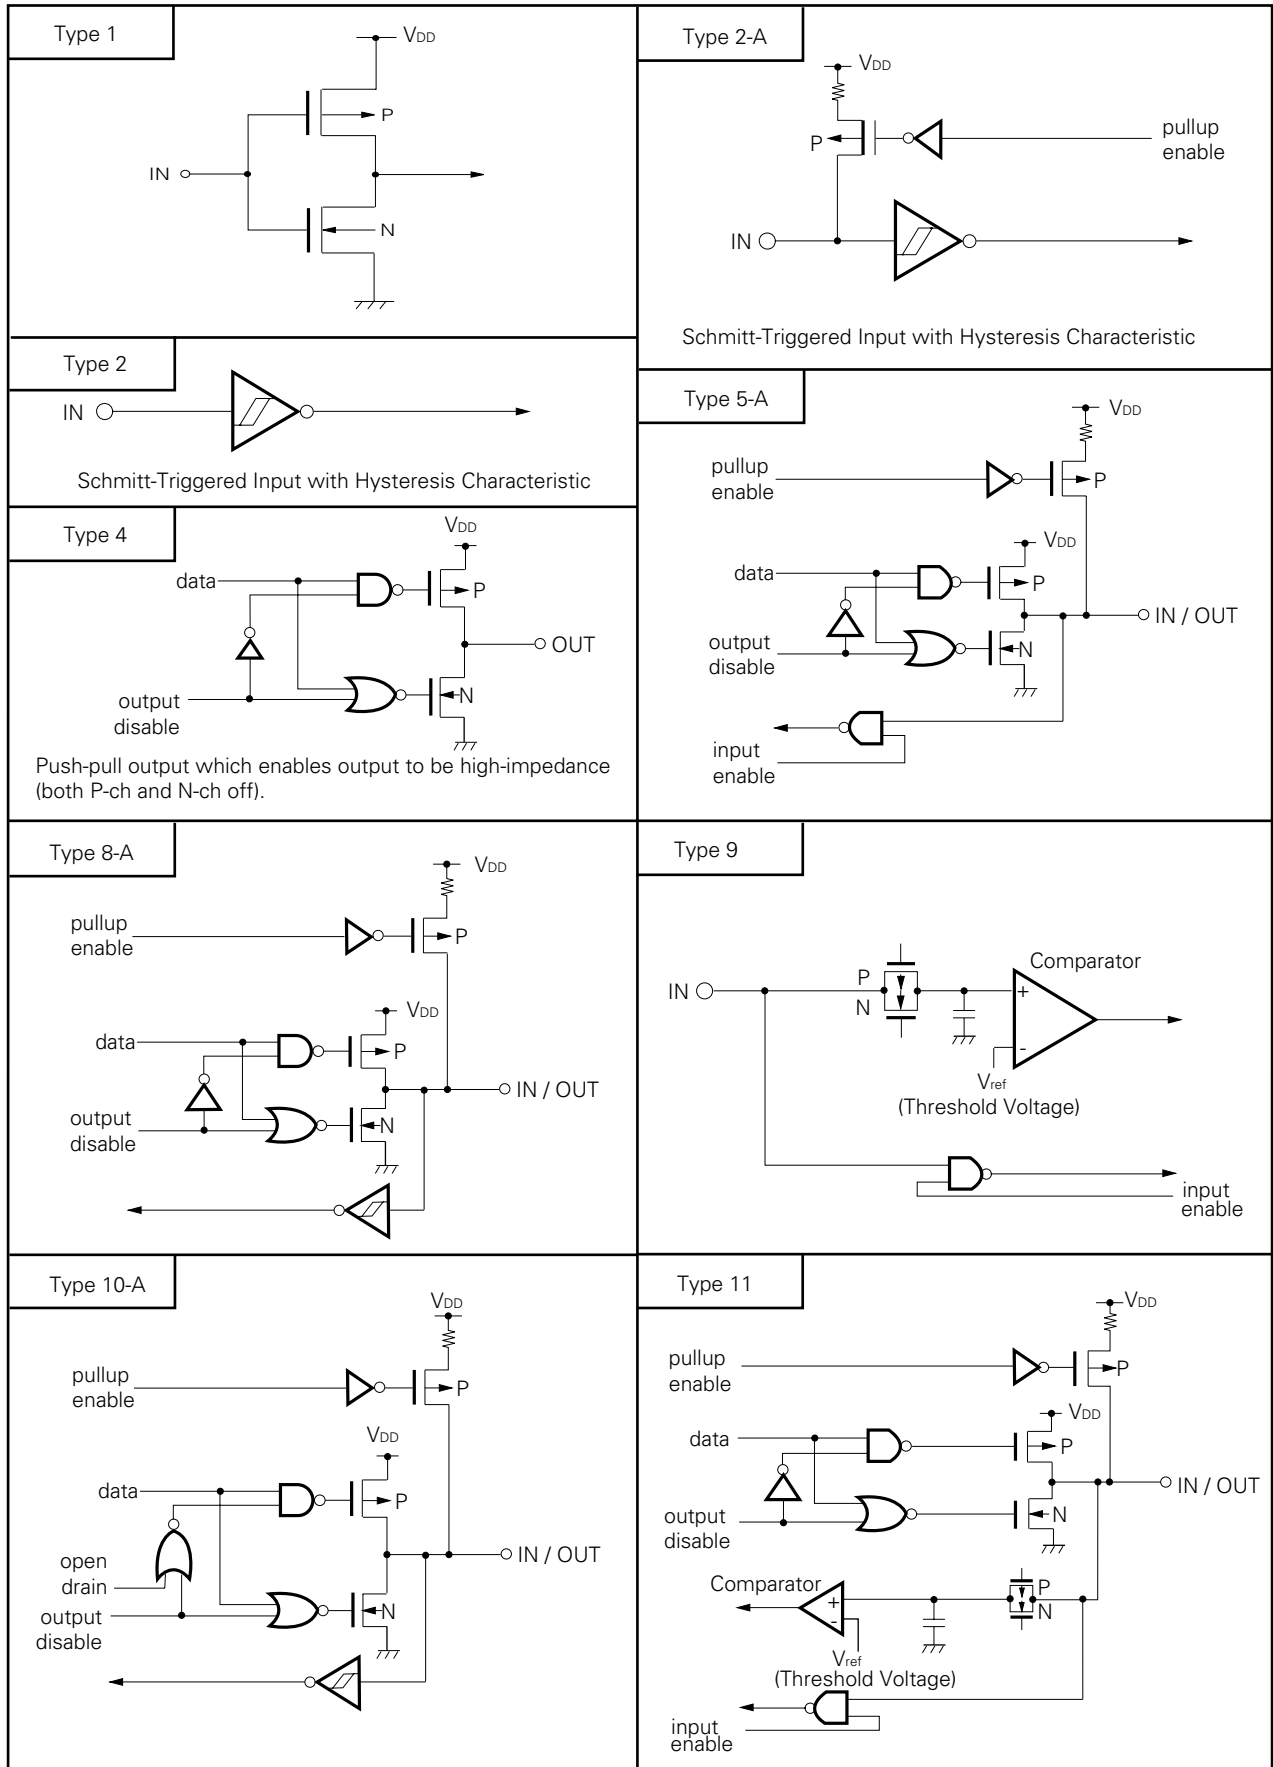 Type 1
VDD
P
IN
N
Type 2-A
VDD
P
pullup
enable
IN
Schmitt-Triggered Input with Hysteresis Characteristic
Type 2
IN
Schmitt-Triggered Input with Hysteresis Characteristic
Type 5-A
VDD
pullup
enable
P
VDD
data
P
IN / OUT
output
disable
N
input
enable
Type 4
VDD
data
P
OUT
output
disable
N
Push-pull output which enables output to be high-impedance
(both P-ch and N-ch off).
Type 8-A
VDD
pullup
enable
P
VDD
data
P
IN / OUT
output
disable
N
Type 9
Comparator
P
IN
N
+
-
Vref
(Threshold Voltage)
input
enable
Type 10-A
VDD
pullup
enable
P
VDD
data
P
IN / OUT
open
drain
output
disable
N
Type 11
VDD
pullup
enable
P
VDD
data
P
IN / OUT
output
disable
N
Comparator
P
N
+
-
Vref
(Threshold Voltage)
input
enable